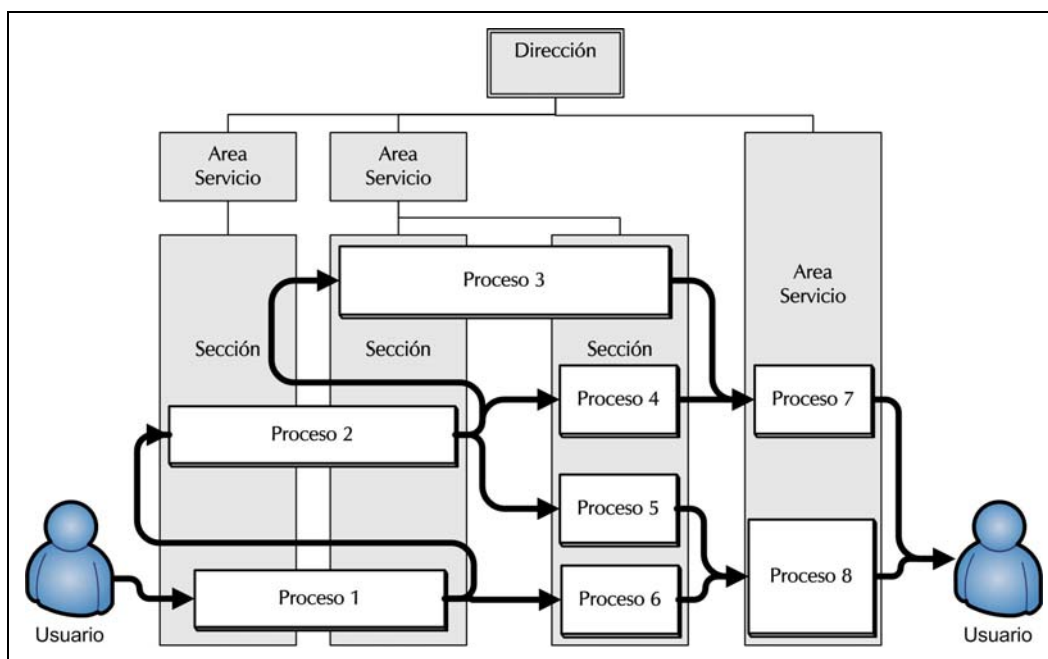 Dirección
Area
Servicio
Area
Servicio
Proceso 3
Area
Servicio
Sección
Sección
Sección
Proceso 4
Proceso 7
Proceso 2
Proceso 5
Proceso 8
Proceso 1
Proceso 6
Usuario
Usuario